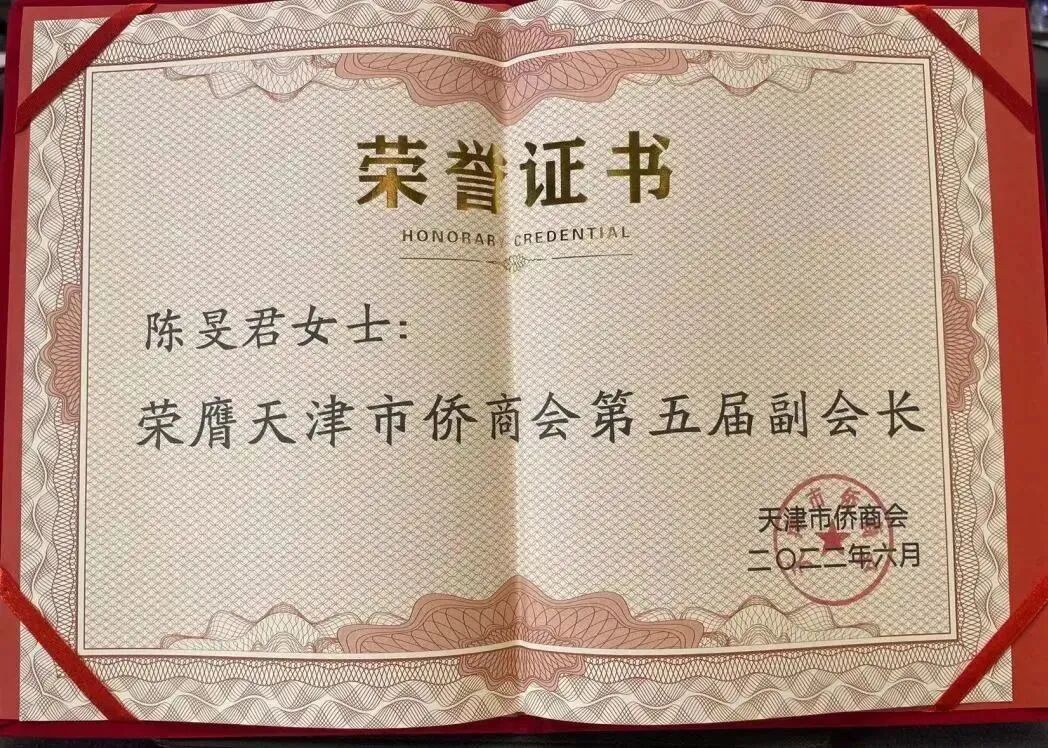 荣誉证书
HONORARY CREDENTIAL
陈旻君女士:
荣膺天津市侨商会第五届副会长
天津市侨商会
二〇二二年六月